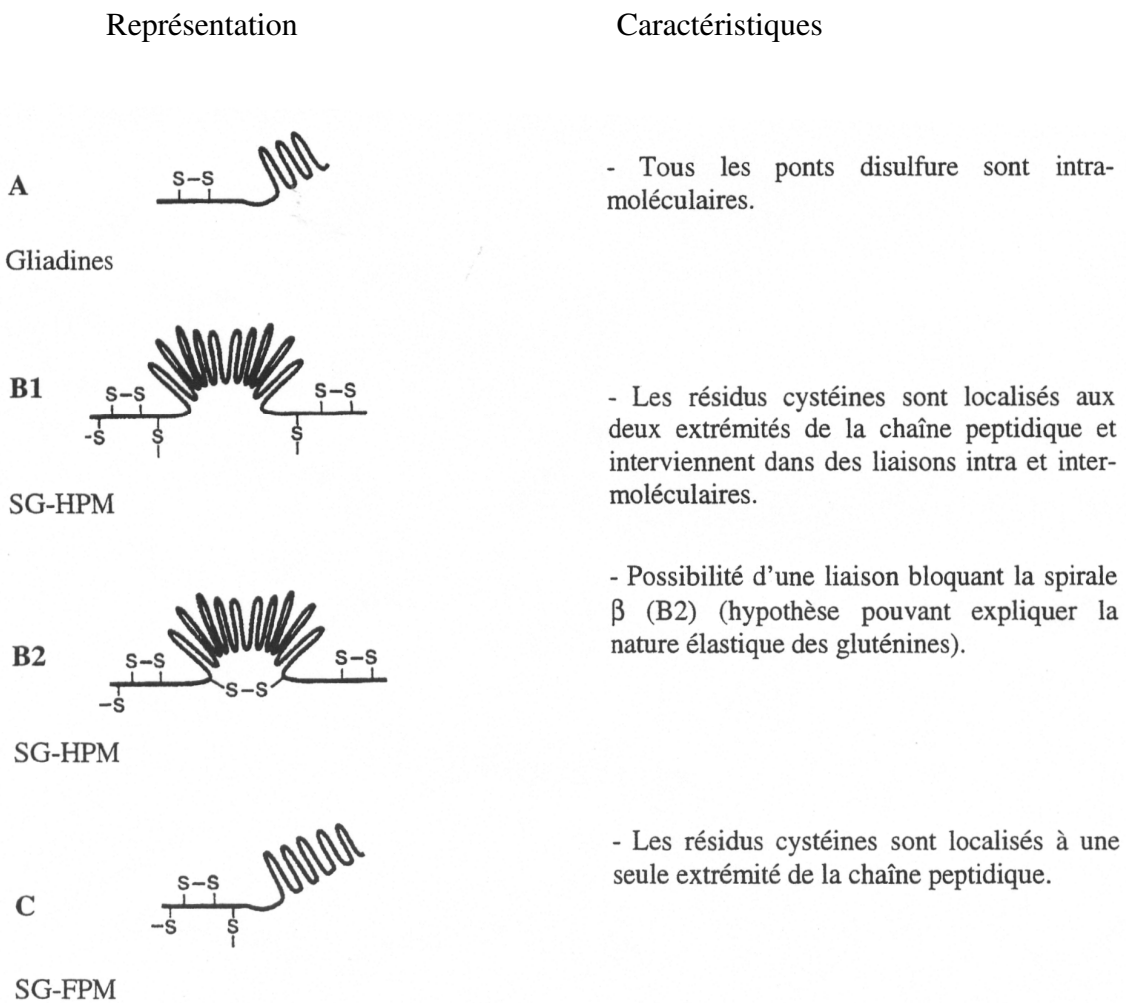 Représentation Caractéristiques
A
S–S
- Tous les ponts disulfure sont intra-
moléculaires.
Gliadines
B1
S–S
S–S
-S
S
S
- Les résidus cystéines sont localisés aux
deux extrémités de la chaîne peptidique et
interviennent dans des liaisons intra et inter-
moléculaires.
SG-HPM
B2
S–S
S–S
–S
–S–S
- Possibilité d'une liaison bloquant la spirale
β (B2) (hypothèse pouvant expliquer la
nature élastique des gluténines).
SG-HPM
C
S–S
–S
S
- Les résidus cystéines sont localisés à une
seule extrémité de la chaîne peptidique.
SG-FPM